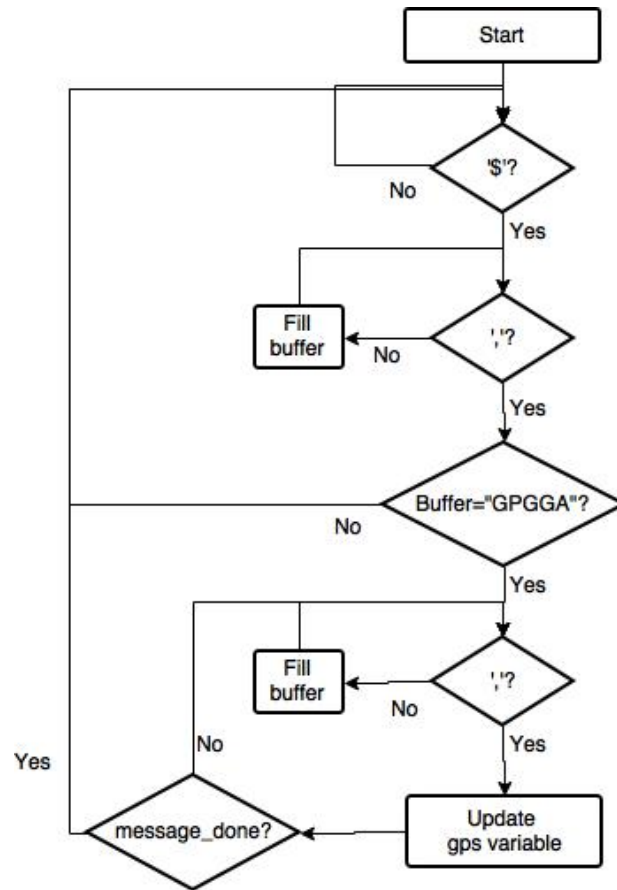 Start
'$'?
No
Yes
Fill
buffer
No
','?
Yes
Buffer="GPGGA"?
No
Yes
Fill
buffer
No
','?
No
Yes
Yes
message_done?
Update
gps variable